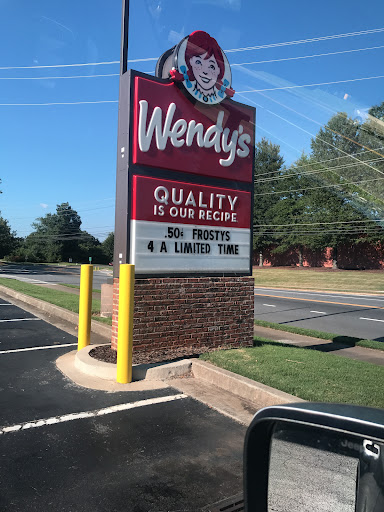 Wendy's
QUALITY
IS OUR RECIPE
.50¢ FROSTYS
4 A LIMITED TIME